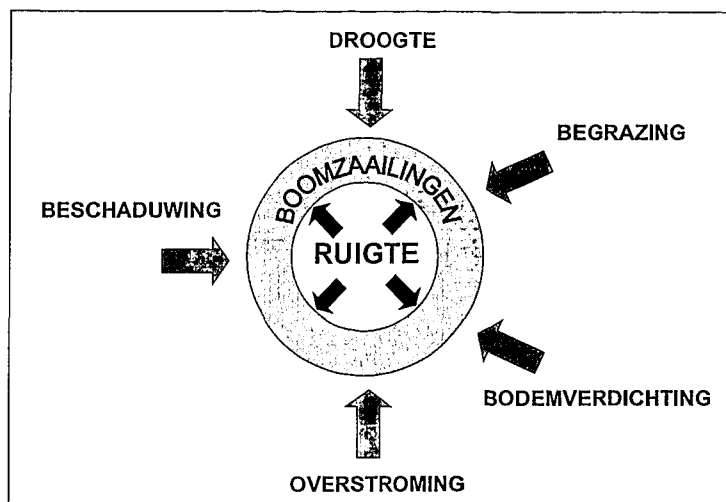 DROOGTE
BEGRAZING
BOOMZAAILINGEN
BESCHADUWING
RUIGTE
BODEMVERDICHTING
OVERSTROMING